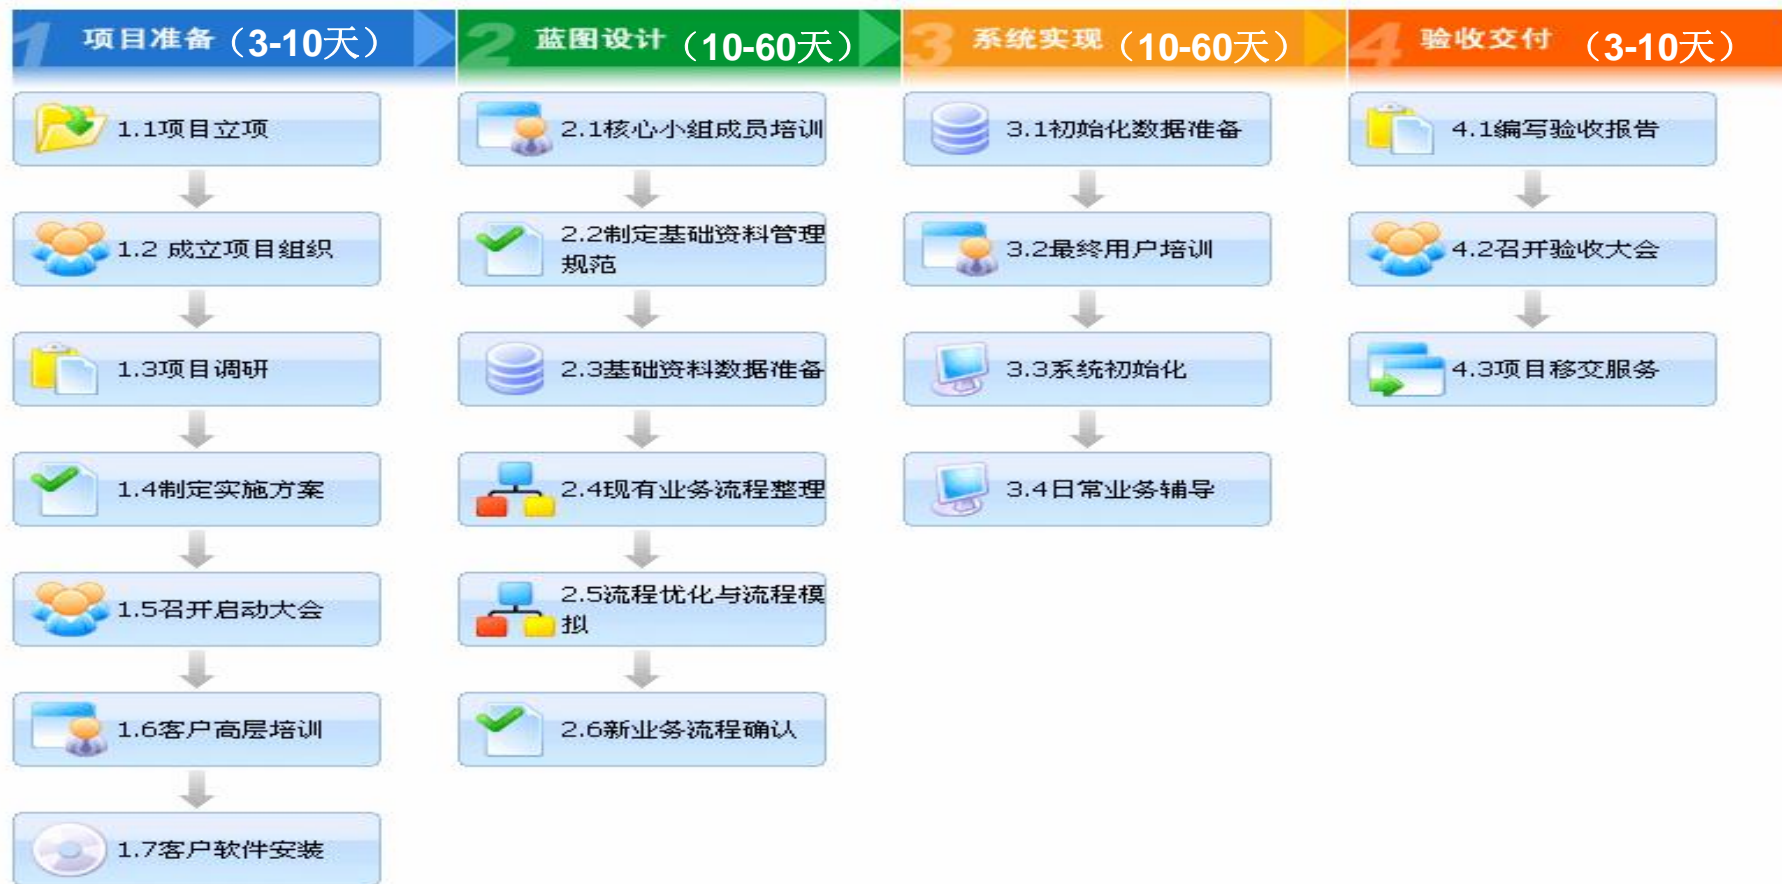 1 项目准备（3-10天）
1.1项目立项
1.2 成立项目组织
1.3项目调研
1.4制定实施方案
1.5召开启动大会
1.6客户高层培训
1.7客户软件安装
2 蓝图设计（10-60天）
2.1核心小组成员培训
2.2制定基础资料管理
规范
2.3基础资料数据准备
2.4现有业务流程整理
2.5流程优化与流程模
拟
2.6新业务流程确认
3 系统实现（10-60天）
3.1初始化数据准备
3.2最终用户培训
3.3系统初始化
3.4日常业务辅导
4 验收交付（3-10天）
4.1编写验收报告
4.2召开验收大会
4.3项目移交服务